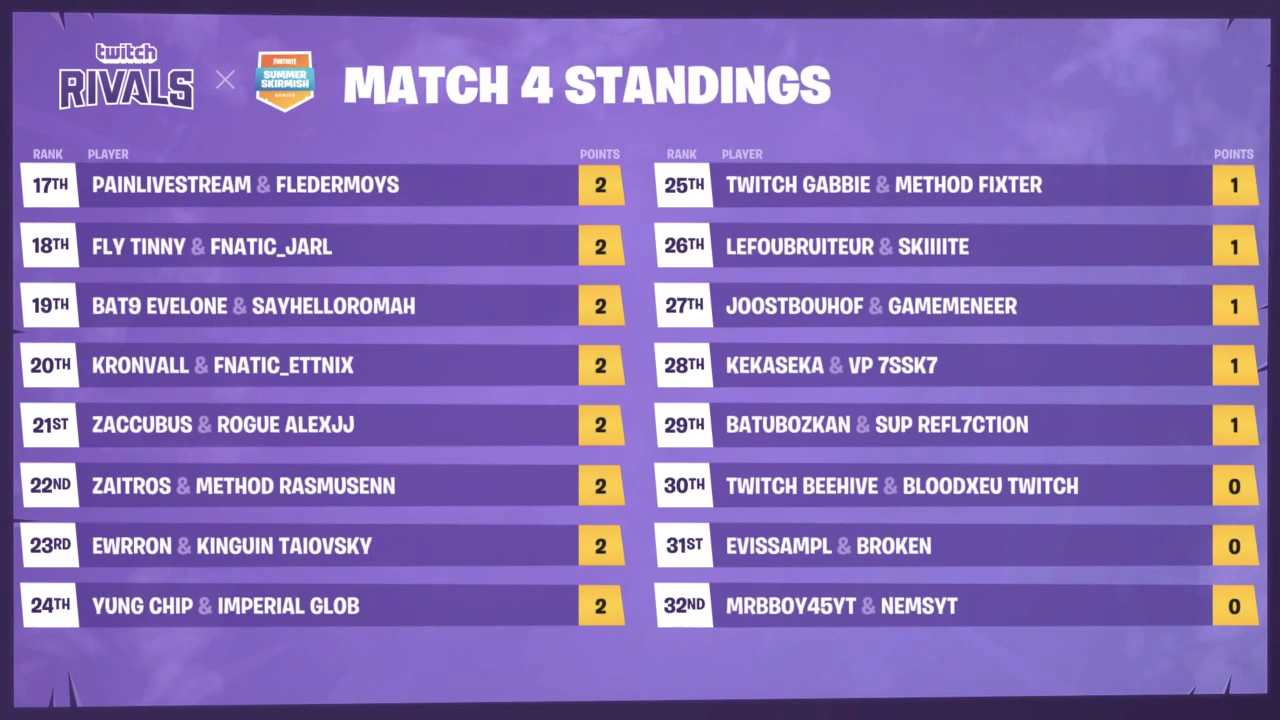 twitch
RIVALS
FORTNITE
SUMMER
SKIRMISH
SERIES
MATCH 4 STANDINGS
RANK PLAYER POINTS
17TH PAINLIVESTREAM & FLEDERMOYS 2
18TH FLY TINNY & FNATIC_JARL 2
19TH BAT9 EVELONE & SAYHELLOROMAH 2
20TH KRONVALL & FNATIC_ETTNIX 2
21ST ZACCUBUS & ROGUE ALEXJJ 2
22ND ZAITROS & METHOD RASMUSENN 2
23RD EWRRON & KINGUIN TAIOVSKY 2
24TH YUNG CHIP & IMPERIAL GLOB 2
RANK PLAYER POINTS
25TH TWITCH GABBIE & METHOD FIXTER 1
26TH LEFOUBRUITEUR & SKIIIITE 1
27TH JOOSTBOUHOF & GAMEMENEER 1
28TH KEKASEKA & VP 7SSK7 1
29TH BATUBOZKAN & SUP REFL7CTION 1
30TH TWITCH BEEHIVE & BLOODXEU TWITCH 0
31ST EVISSAMPL & BROKEN 0
32ND MRBBOY45YT & NEMSYT 0